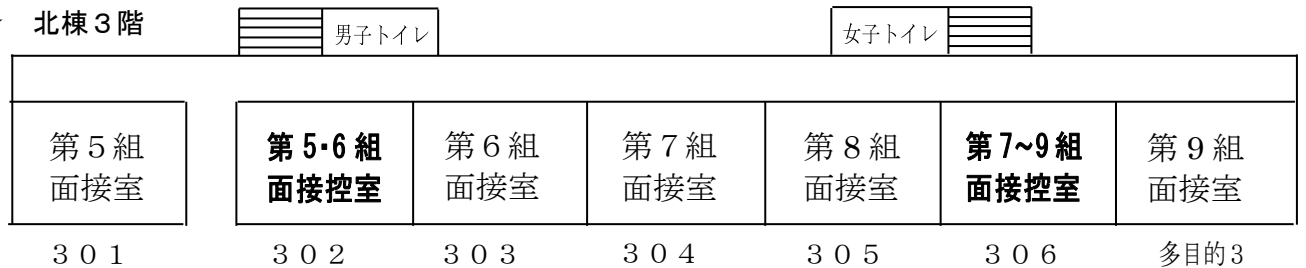 北棟３階
男子トイレ
女子トイレ
第５組
面接室
第 5・6 組
面接控室
第６組
面接室
第７組
面接室
第８組
面接室
第 7~9 組
面接控室
第９組
面接室
３０１
３０２
３０３
３０４
３０５
３０６
多目的３